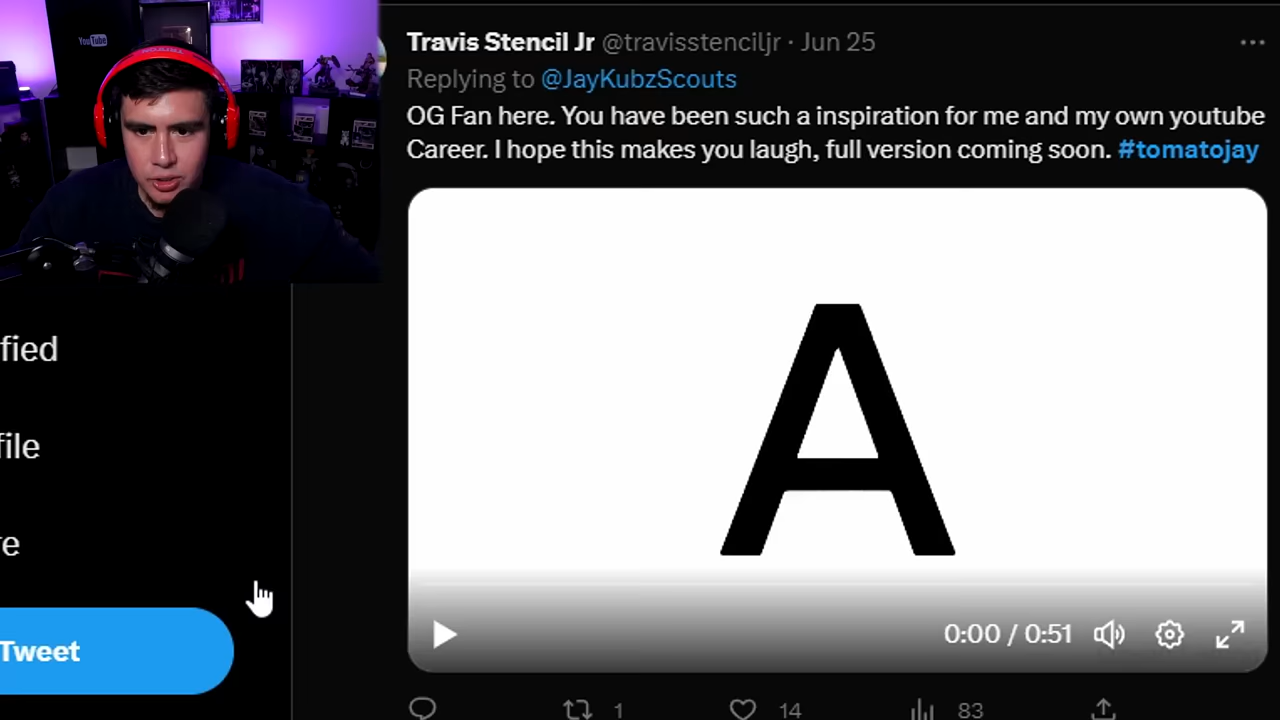 YouTube
Travis Stencil Jr @travisstenciljr · Jun 25
Replying to @JayKubzScouts
OG Fan here. You have been such a inspiration for me and my own youtube
Career. I hope this makes you laugh, full version coming soon. #tomatojay
A
fied
file
Tweet
0:00 / 0:51
1
14
83